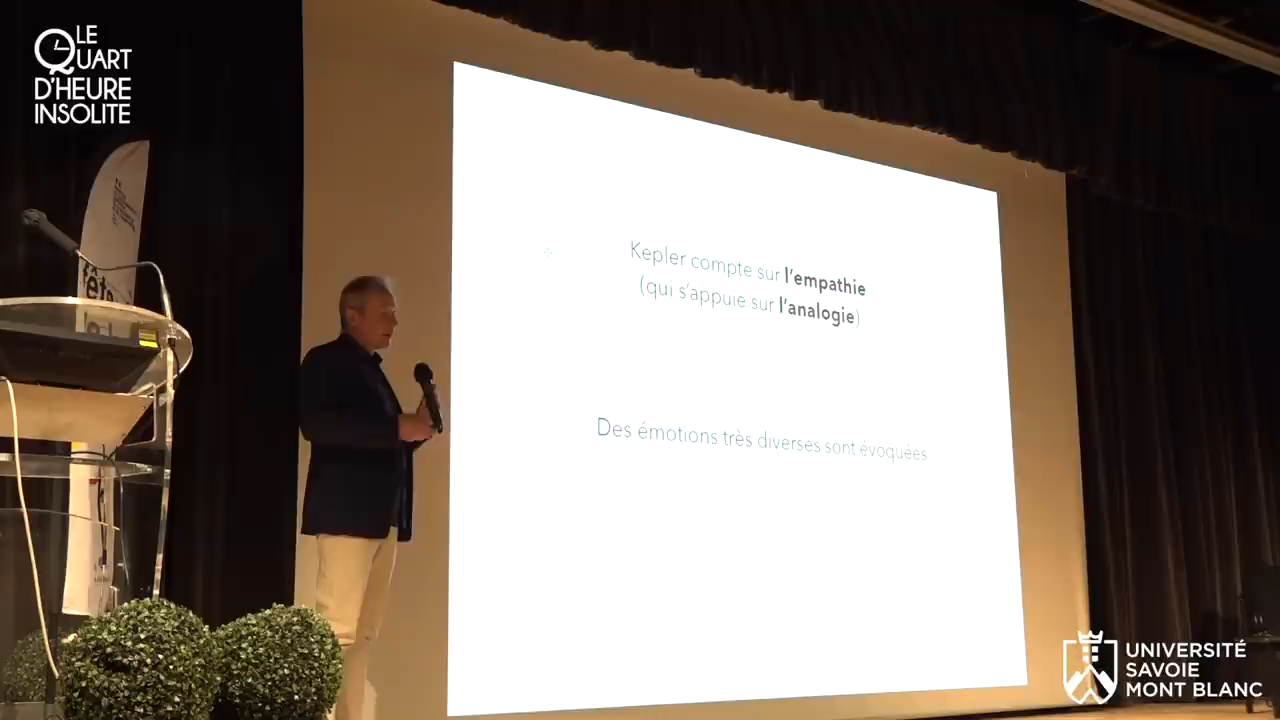 LE
QUART
D'HEURE
INSOLITE
fête
Kepler compte sur l'empathie
(qui s'appuie sur l'analogie)
Des émotions très diverses sont évoquées
UNIVERSITÉ
SAVOIE
MONT BLANC